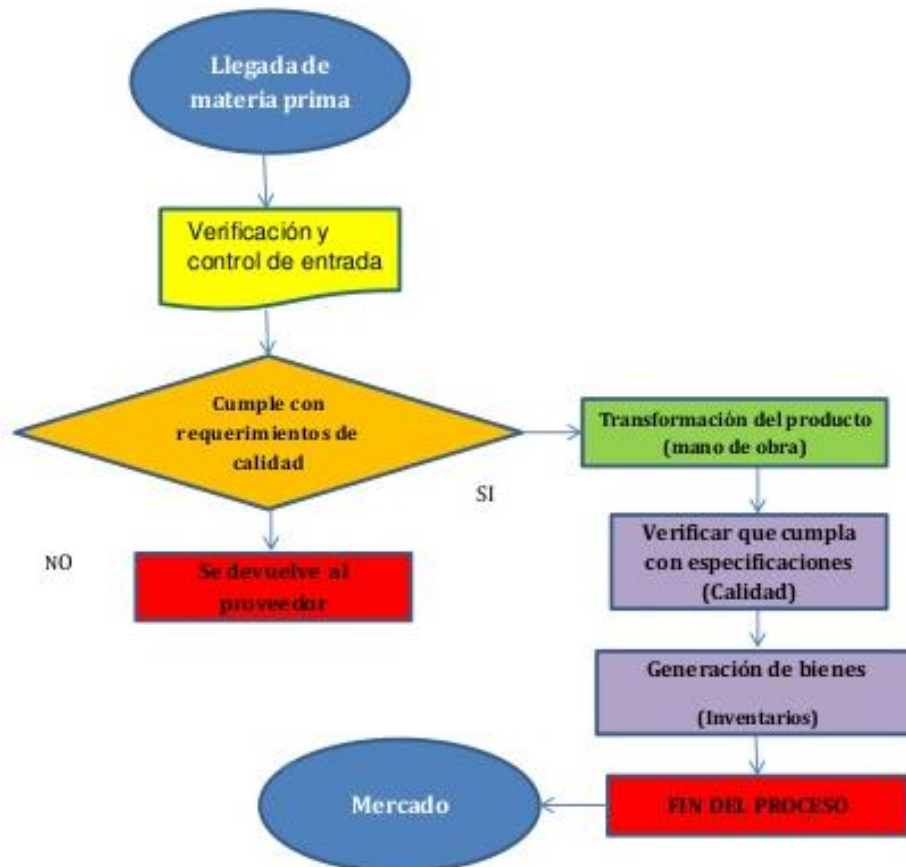 Llegada de
materia prima
Verificación y
control de entrada
Cumple con
requerimientos de
calidad
SI
NO
Se devuelve al
proveedor
Transformación del producto
(mano de obra)
Verificar que cumpla
con especificaciones
(Calidad)
Generación de bienes
(Inventarios)
FIN DEL PROCESO
Mercado